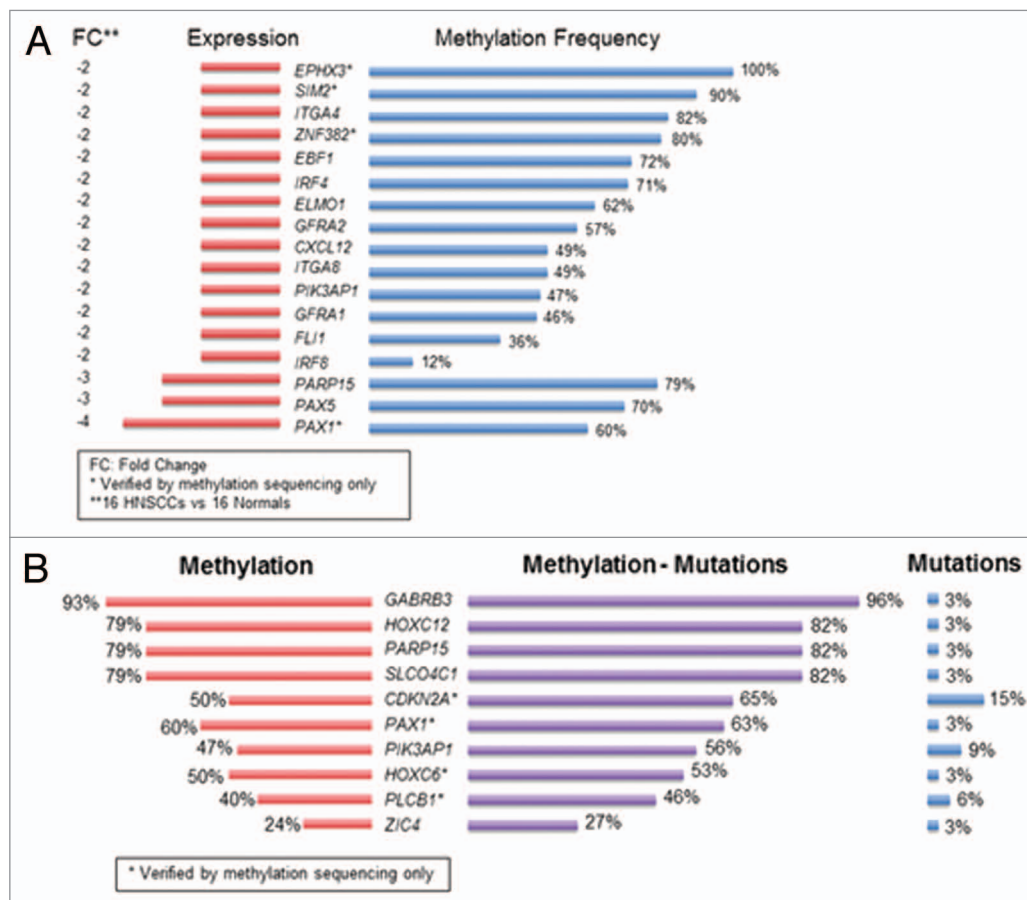 A
FC** Expression Methylation Frequency
-2 EPHX3* 100%
-2 SIM2* 90%
-2 ITGA4 82%
-2 ZNF382* 80%
-2 EBF1 72%
-2 IRF4 71%
-2 ELMO1 62%
-2 GFRA2 57%
-2 CXCL12 49%
-2 ITGA8 49%
-2 PIK3AP1 47%
-2 GFRA1 46%
-2 FLI1 36%
-2 IRF8 12%
-3 PARP15 79%
-3 PAX5 70%
-4 PAX1* 60%
FC: Fold Change
* Verified by methylation sequencing only
**16 HNSCCs vs 16 Normals
B
Methylation Methylation - Mutations Mutations
93% GABRB3 96% 3%
79% HOXC12 82% 3%
79% PARP15 82% 3%
79% SLCO4C1 82% 3%
50% CDKN2A* 65% 15%
60% PAX1* 63% 3%
47% PIK3AP1 56% 9%
50% HOXC6* 53% 3%
40% PLCB1* 46% 6%
24% ZIC4 27% 3%
* Verified by methylation sequencing only